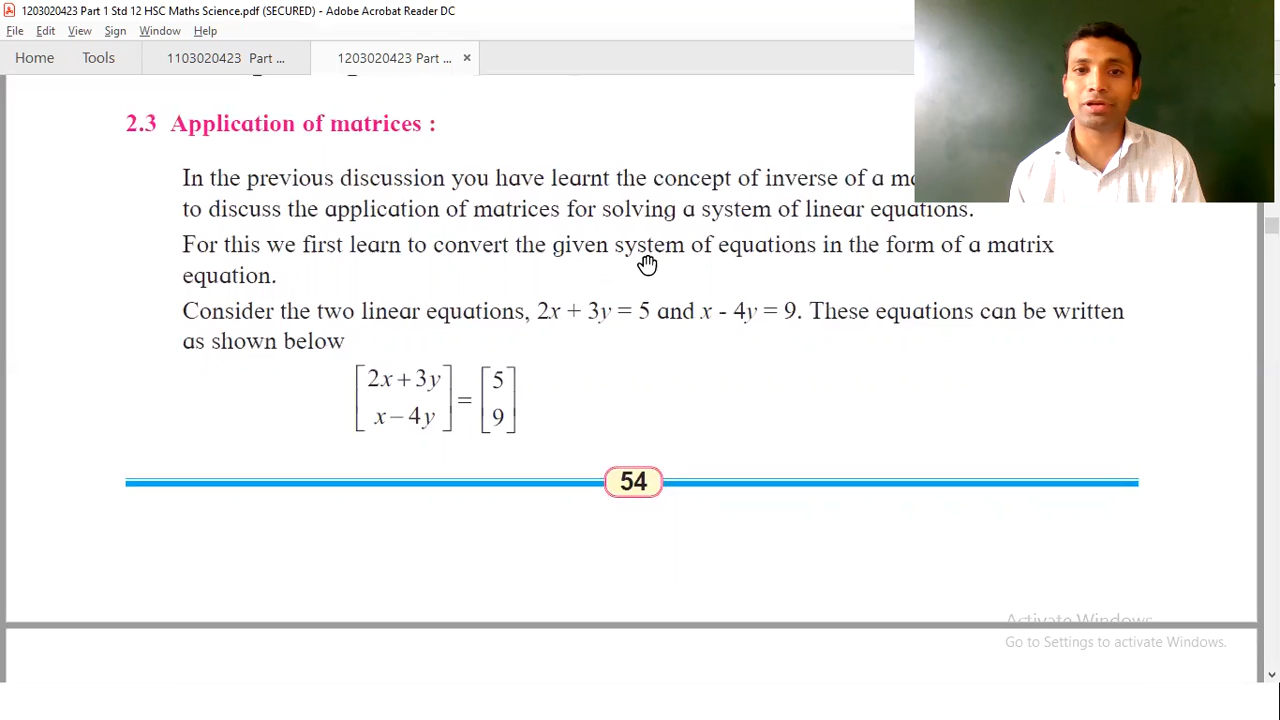 1203020423 Part 1 Std 12 HSC Maths Science.pdf (SECURED) - Adobe Acrobat Reader DC
File Edit View Sign Window Help
Home Tools 1103020423 Part ... 1203020423 Part ... ×
2.3 Application of matrices :
In the previous discussion you have learnt the concept of inverse of a
to discuss the application of matrices for solving a system of linear equations.
For this we first learn to convert the given system of equations in the form of a matrix
equation.
Consider the two linear equations, 2x + 3y = 5 and x - 4y = 9. These equations can be written
as shown below
[2x + 3y] = [5]
[x − 4y] [9]
54
Activate Windows
Go to Settings to activate Windows.